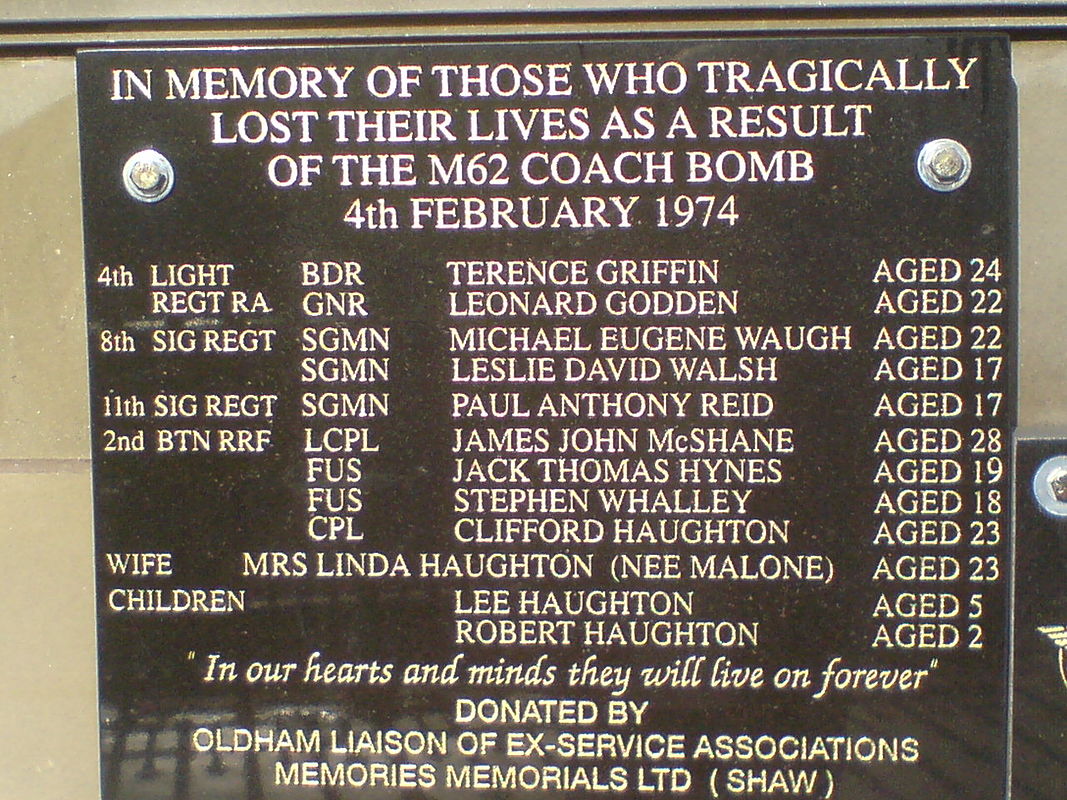 IN MEMORY OF THOSE WHO TRAGICALLY
LOST THEIR LIVES AS A RESULT
OF THE M62 COACH BOMB
4th FEBRUARY 1974
4th LIGHT BDR TERENCE GRIFFIN AGED 24
REGT RA GNR LEONARD GODDEN AGED 22
8th SIG REGT SGMN MICHAEL EUGENE WAUGH AGED 22
SGMN LESLIE DAVID WALSH AGED 17
11th SIG REGT SGMN PAUL ANTHONY REID AGED 17
2nd BTN RRF LCPL JAMES JOHN McSHANE AGED 28
FUS JACK THOMAS HYNES AGED 19
FUS STEPHEN WHALLEY AGED 18
CPL CLIFFORD HAUGHTON AGED 23
WIFE MRS LINDA HAUGHTON (NEE MALONE) AGED 23
CHILDREN LEE HAUGHTON AGED 5
ROBERT HAUGHTON AGED 2
"In our hearts and minds they will live on forever"
DONATED BY
OLDHAM LIAISON OF EX-SERVICE ASSOCIATIONS
MEMORIES MEMORIALS LTD (SHAW)